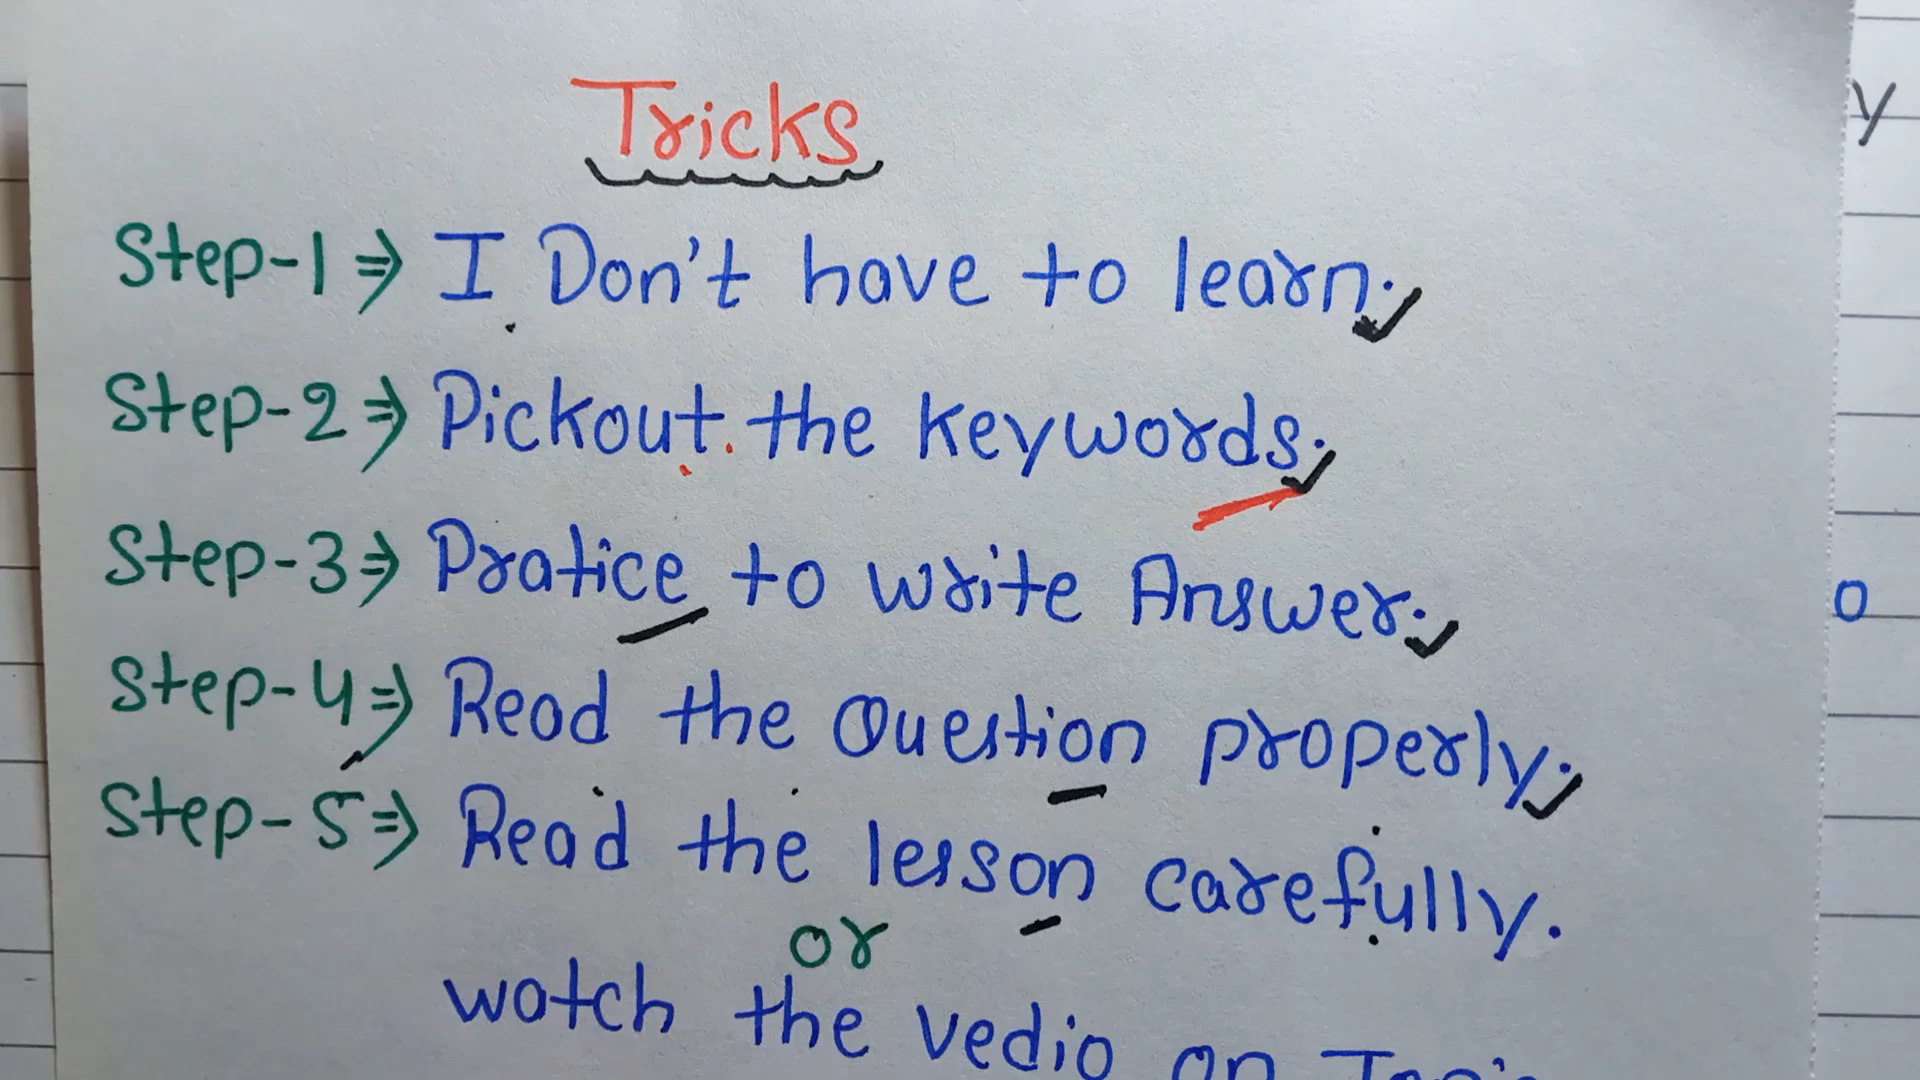 Tricks
Step-1 ⇒ I Don't have to learn.
Step-2 ⇒ Pickout the keywords.
Step-3 ⇒ Pratice to write Answer.
Step-4 ⇒ Read the Question properly.
Step-5 ⇒ Read the lesson carefully.
or
watch the vedio on
y
o